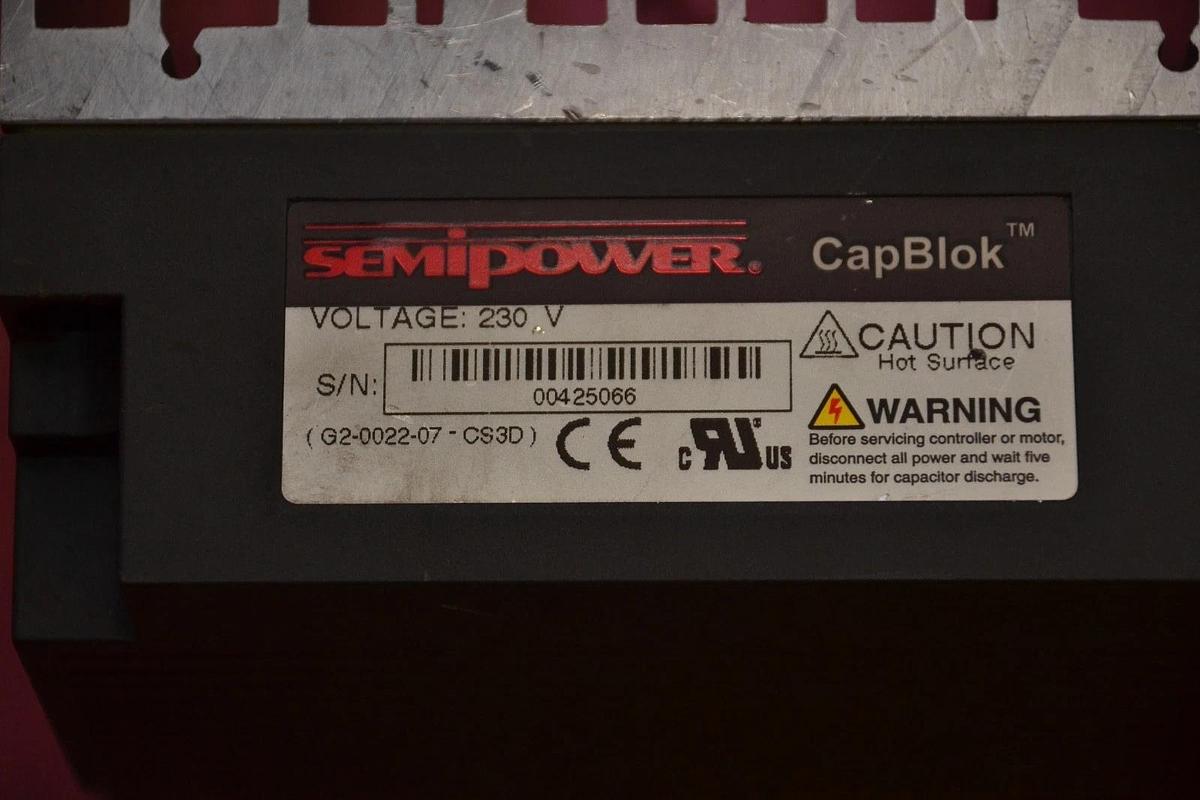 SEMIPOWER®
CapBlok™
VOLTAGE: 230 V
S/N:
00425066
( G2-0022-07 - CS3D )
CE
c RU® US
CAUTION
Hot Surface
WARNING
Before servicing controller or motor,
disconnect all power and wait five
minutes for capacitor discharge.